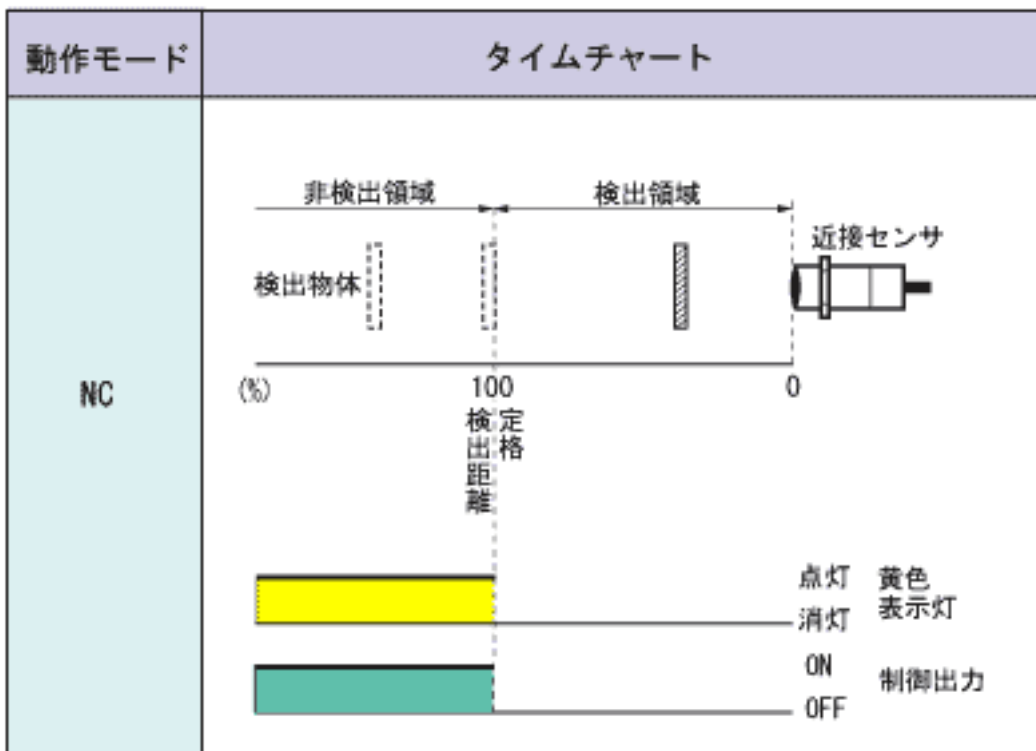 動作モード
タイムチャート
NC
非検出領域
検出領域
近接センサ
検出物体
(%)
100
0
定格
検出距離
点灯
消灯
黄色
表示灯
ON
OFF
制御出力